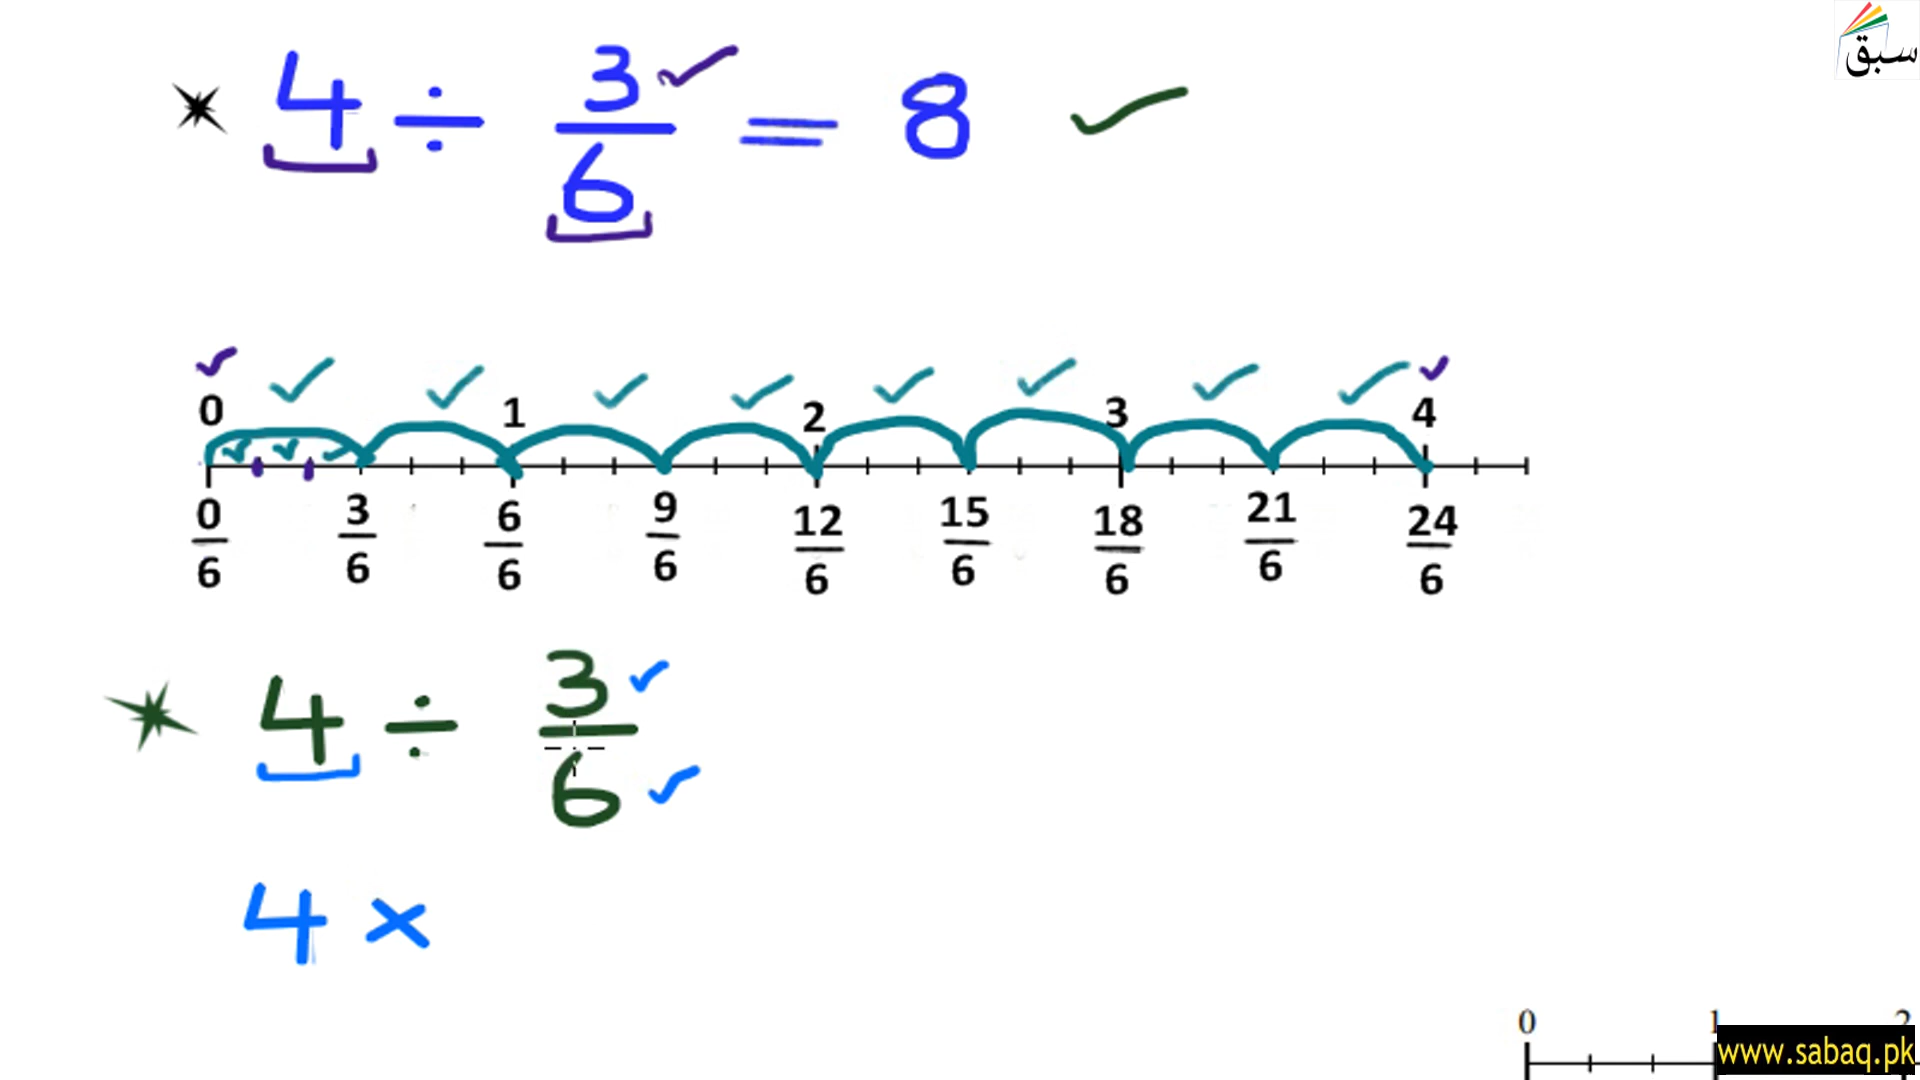 سبق
4 ÷ 3/6 = 8
0 1 2 3 4
0/6 3/6 6/6 9/6 12/6 15/6 18/6 21/6 24/6
4 ÷ 3/6
4 ×
0 1 2
www.sabaq.pk